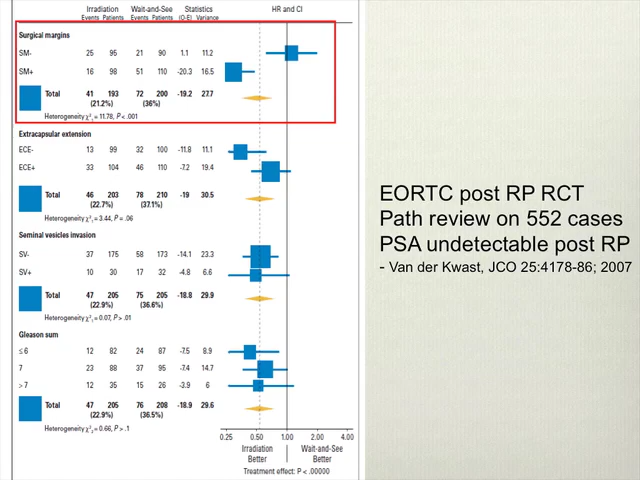 Irradiation Wait-and-See Statistics HR and CI
Events Patients Events Patients (O-E) Variance
Surgical margins
SM- 25 95 21 90 1.1 11.2
SM+ 16 98 51 110 -20.3 16.5
Total 41 193 72 200 -19.2 27.7
(21.2%) (36%)
Heterogeneity χ²₁ = 11.78, P < .001
Extracapsular extension
ECE- 13 99 32 100 -11.8 11.1
ECE+ 33 104 46 110 -7.2 19.4
Total 46 203 78 210 -19 30.5
(22.7%) (37.1%)
Heterogeneity χ²₁ = 3.44, P = .06
Seminal vesicles invasion
SV- 37 175 58 173 -14.1 23.3
SV+ 10 30 17 32 -4.8 6.6
Total 47 205 75 205 -18.8 29.9
(22.9%) (36.6%)
Heterogeneity χ²₁ = 0.07, P > .01
Gleason sum
≤ 6 12 82 24 87 -7.5 8.9
7 23 88 37 95 -7.4 14.7
> 7 12 35 15 26 -3.9 6
Total 47 205 76 208 -18.9 29.6
(22.9%) (36.5%)
Heterogeneity χ²₂ = 0.66, P > .1
0.25 0.50 1.00 2.00 4.00
Irradiation Wait-and-See
Better Better
Treatment effect: P < .00000
EORTC post RP RCT
Path review on 552 cases
PSA undetectable post RP
- Van der Kwast, JCO 25:4178-86; 2007